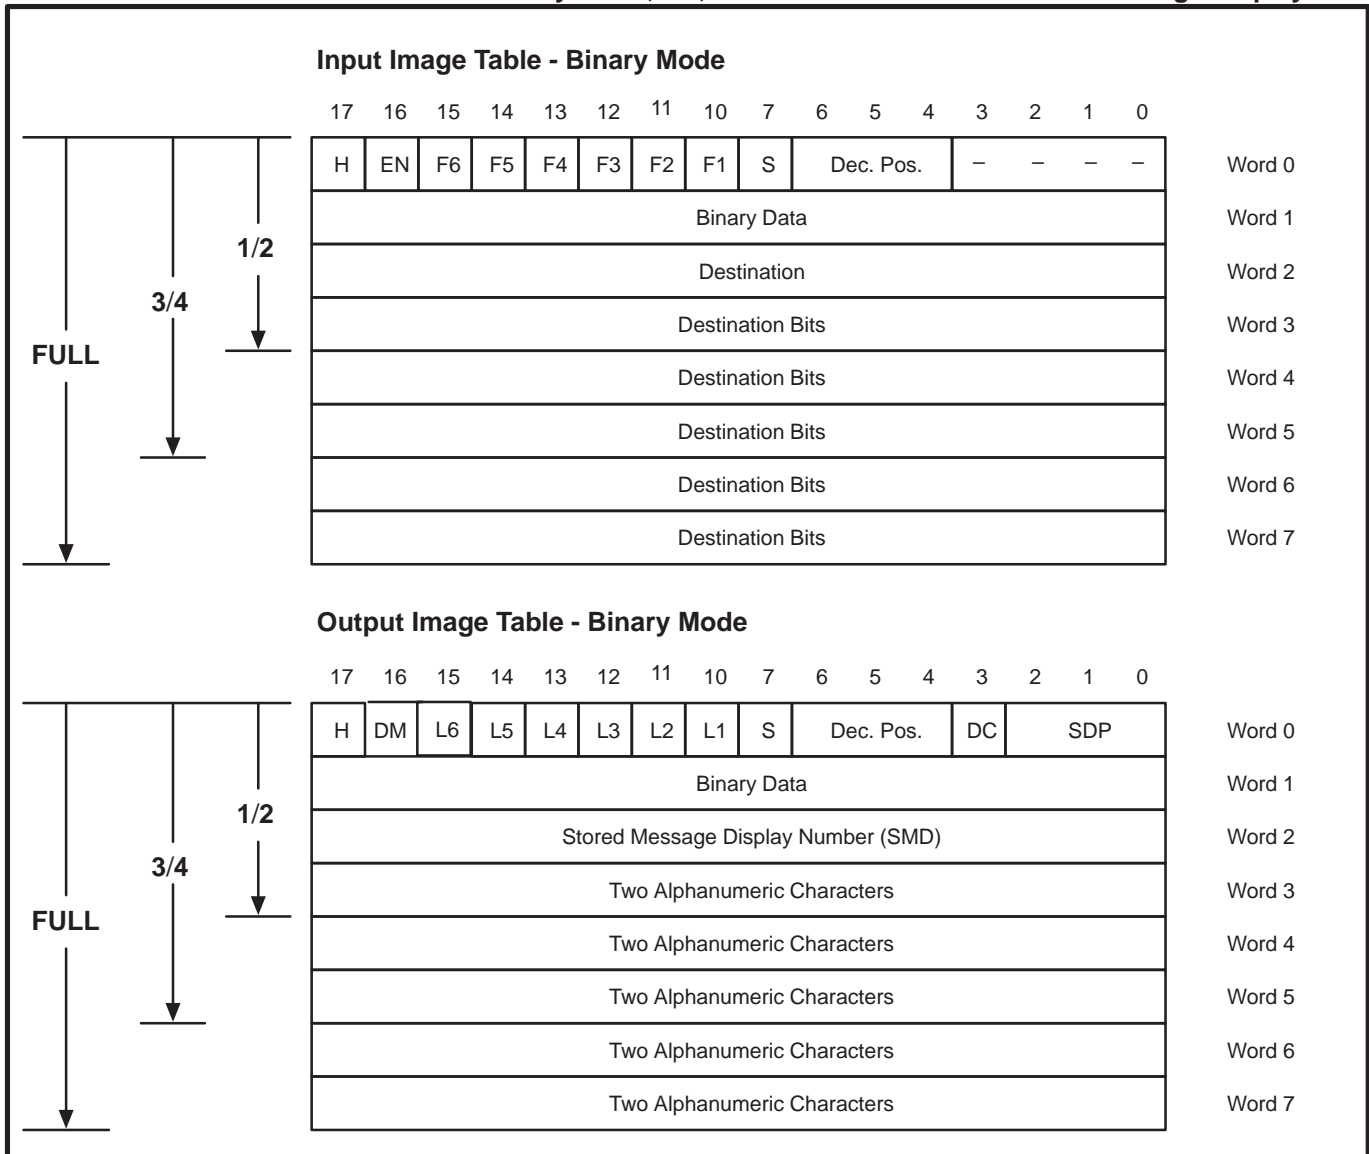 Input Image Table - Binary Mode
17 16 15 14 13 12 11 10 7 6 5 4 3 2 1 0
H EN F6 F5 F4 F3 F2 F1 S Dec. Pos. – – – – Word 0
Binary Data Word 1
1/2
Destination Word 2
3/4
Destination Bits Word 3
FULL
Destination Bits Word 4
Destination Bits Word 5
Destination Bits Word 6
Destination Bits Word 7
Output Image Table - Binary Mode
17 16 15 14 13 12 11 10 7 6 5 4 3 2 1 0
H DM L6 L5 L4 L3 L2 L1 S Dec. Pos. DC SDP Word 0
Binary Data Word 1
1/2
Stored Message Display Number (SMD) Word 2
3/4
Two Alphanumeric Characters Word 3
FULL
Two Alphanumeric Characters Word 4
Two Alphanumeric Characters Word 5
Two Alphanumeric Characters Word 6
Two Alphanumeric Characters Word 7